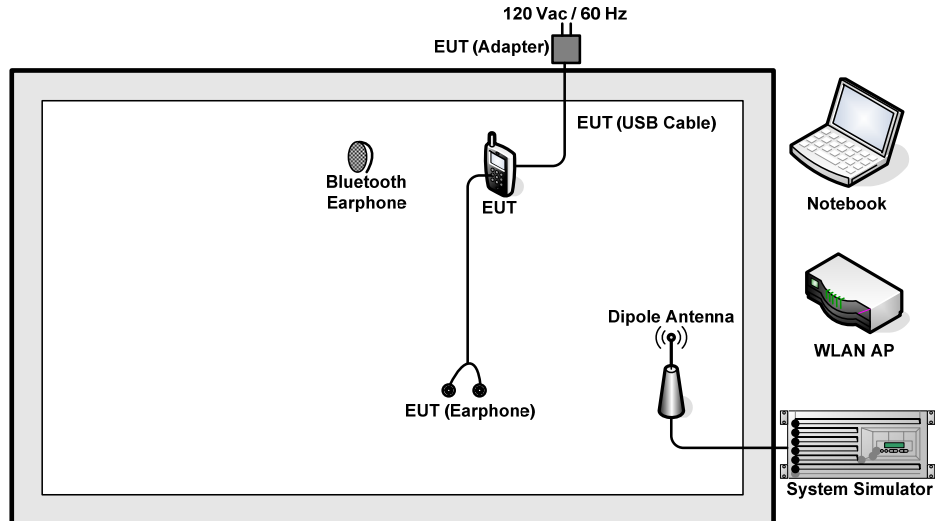 120 Vac / 60 Hz
EUT (Adapter)
EUT (USB Cable)
Bluetooth
Earphone
EUT
Notebook
Dipole Antenna
WLAN AP
EUT (Earphone)
System Simulator